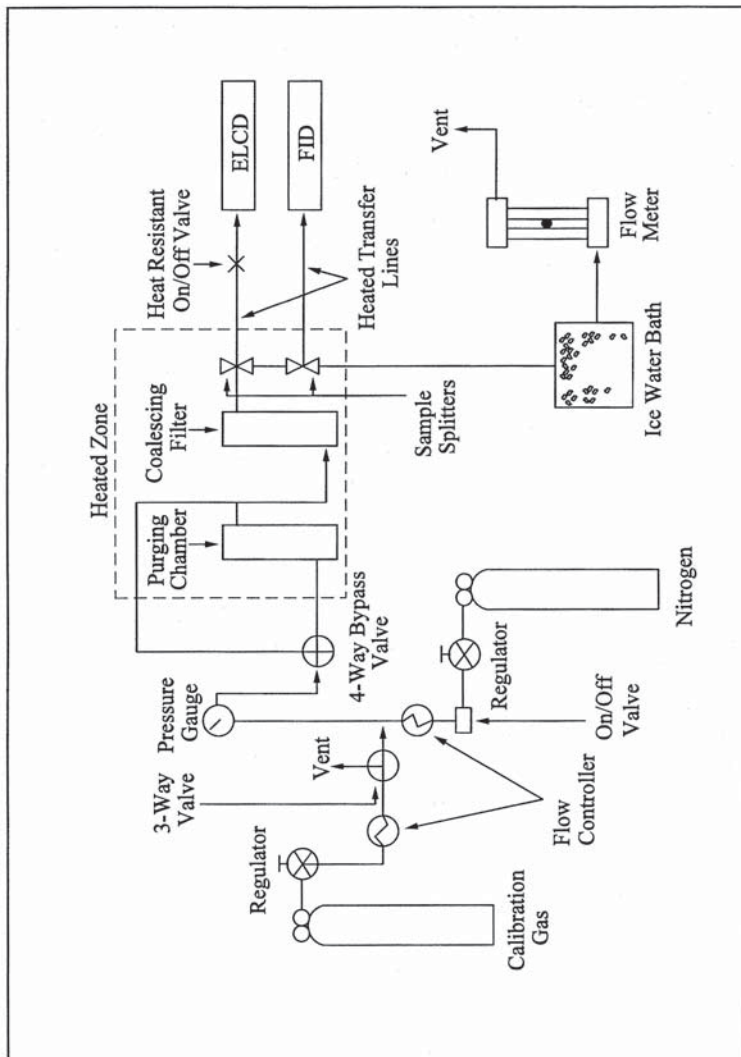 Heated Zone
Purging
Chamber
Coalescing
Filter
Heat Resistant
On/Off Valve
ELCD
FID
Heated Transfer
Lines
Sample
Splitters
Vent
Flow
Meter
Ice Water Bath
Pressure
Gauge
4-Way Bypass
Valve
3-Way
Valve
Vent
Regulator
Regulator
On/Off
Valve
Flow
Controller
Nitrogen
Calibration
Gas